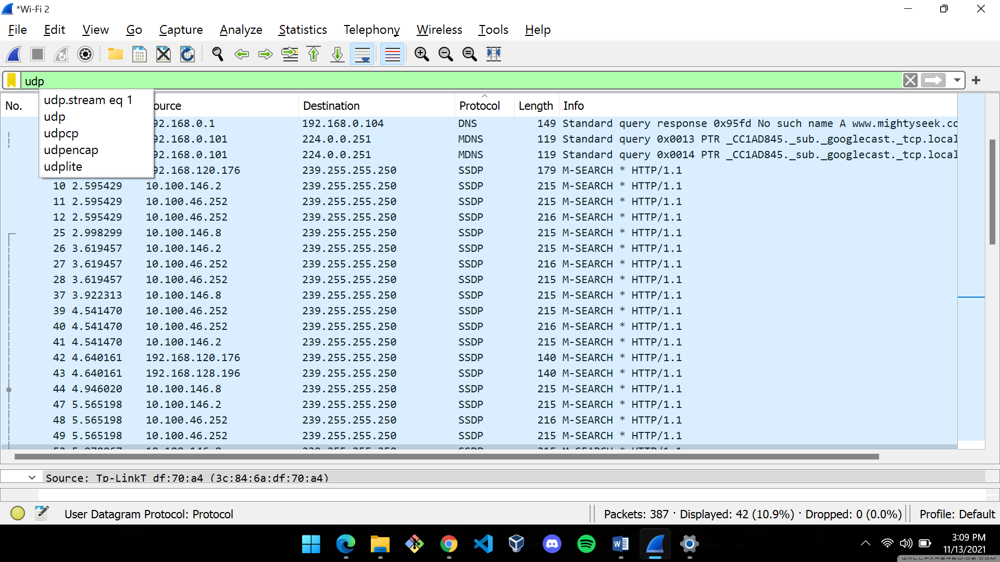 *Wi-Fi 2
File Edit View Go Capture Analyze Statistics Telephony Wireless Tools Help
udp
udp.stream eq 1
udp
udpcp
udpencap
udplite
No. ource Destination Protocol Length Info
92.168.0.1 192.168.0.104 DNS 149 Standard query response 0x95fd No such name A www.mightyseek.cc
92.168.0.101 224.0.0.251 MDNS 119 Standard query 0x0013 PTR _CC1AD845._sub._googlecast._tcp.local
92.168.0.101 224.0.0.251 MDNS 119 Standard query 0x0014 PTR _CC1AD845._sub._googlecast._tcp.local
92.168.120.176 239.255.255.250 SSDP 179 M-SEARCH * HTTP/1.1
10 2.595429 10.100.146.2 239.255.255.250 SSDP 215 M-SEARCH * HTTP/1.1
11 2.595429 10.100.46.252 239.255.255.250 SSDP 215 M-SEARCH * HTTP/1.1
12 2.595429 10.100.46.252 239.255.255.250 SSDP 216 M-SEARCH * HTTP/1.1
25 2.998299 10.100.146.8 239.255.255.250 SSDP 215 M-SEARCH * HTTP/1.1
26 3.619457 10.100.146.2 239.255.255.250 SSDP 215 M-SEARCH * HTTP/1.1
27 3.619457 10.100.46.252 239.255.255.250 SSDP 216 M-SEARCH * HTTP/1.1
28 3.619457 10.100.46.252 239.255.255.250 SSDP 215 M-SEARCH * HTTP/1.1
37 3.922313 10.100.146.8 239.255.255.250 SSDP 215 M-SEARCH * HTTP/1.1
39 4.541470 10.100.46.252 239.255.255.250 SSDP 215 M-SEARCH * HTTP/1.1
40 4.541470 10.100.46.252 239.255.255.250 SSDP 216 M-SEARCH * HTTP/1.1
41 4.541470 10.100.146.2 239.255.255.250 SSDP 215 M-SEARCH * HTTP/1.1
42 4.640161 192.168.120.176 239.255.255.250 SSDP 140 M-SEARCH * HTTP/1.1
43 4.640161 192.168.128.196 239.255.255.250 SSDP 140 M-SEARCH * HTTP/1.1
44 4.946020 10.100.146.8 239.255.255.250 SSDP 215 M-SEARCH * HTTP/1.1
47 5.565198 10.100.146.2 239.255.255.250 SSDP 215 M-SEARCH * HTTP/1.1
48 5.565198 10.100.46.252 239.255.255.250 SSDP 216 M-SEARCH * HTTP/1.1
49 5.565198 10.100.46.252 239.255.255.250 SSDP 215 M-SEARCH * HTTP/1.1
Source: Tp-LinkT_df:70:a4 (3c:84:6a:df:70:a4)
User Datagram Protocol: Protocol Packets: 387 · Displayed: 42 (10.9%) · Dropped: 0 (0.0%) Profile: Default
3:09 PM
11/13/2021
WALLPAPERSWIDE.COM